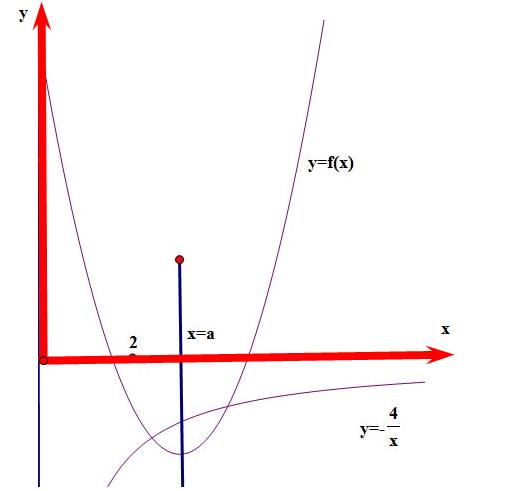 y
y=f(x)
2
x=a
x
y=-4/x